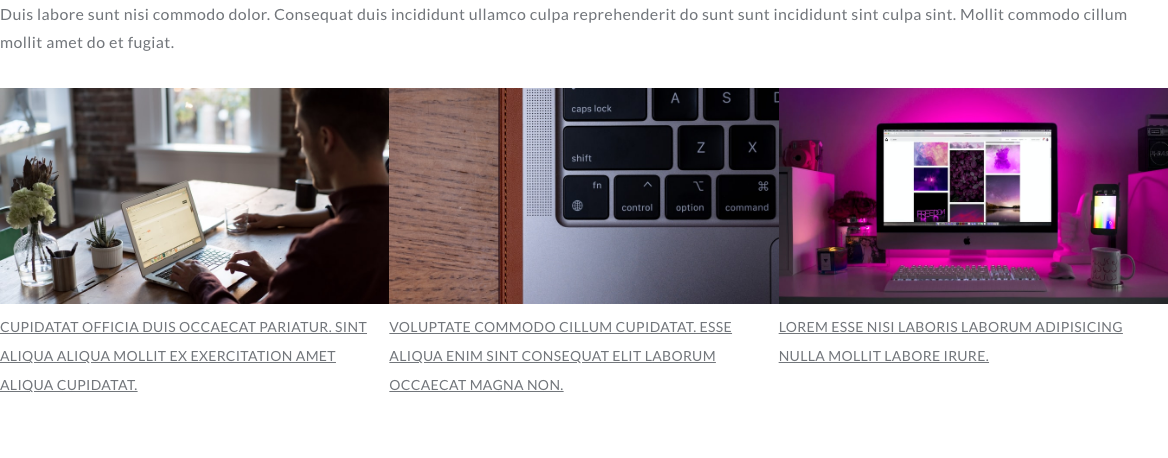 Duis labore sunt nisi commodo dolor. Consequat duis incididunt ullamco culpa reprehenderit do sunt sunt incididunt sint culpa sint. Mollit commodo cillum
mollit amet do et fugiat.
caps lock A S D
shift Z X
fn control option command
CUPIDATAT OFFICIA DUIS OCCAECAT PARIATUR. SINT
ALIQUA ALIQUA MOLLIT EX EXERCITATION AMET
ALIQUA CUPIDATAT.
VOLUPTATE COMMODO CILLUM CUPIDATAT. ESSE
ALIQUA ENIM SINT CONSEQUAT ELIT LABORUM
OCCAECAT MAGNA NON.
LOREM ESSE NISI LABORIS LABORUM ADIPISICING
NULLA MOLLIT LABORE IRURE.